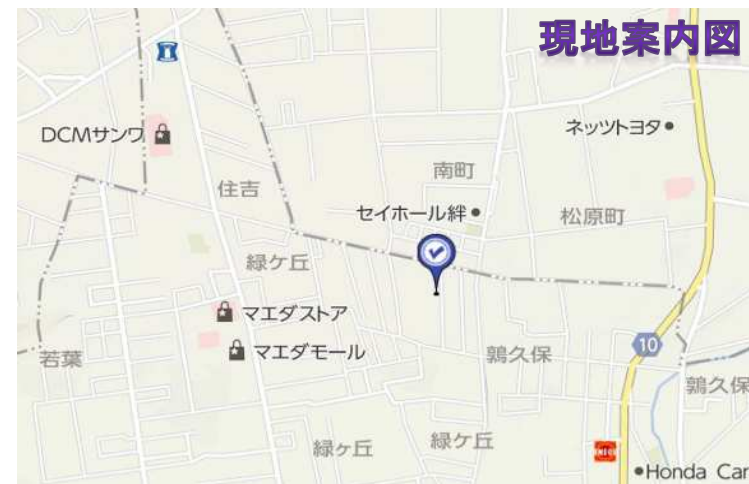 現地案内図
DCMサンワ
ネッツトヨタ
南町
住吉
セイホール絆
松原町
緑ケ丘
マエダストア
10
若葉
マエダモール
鶉久保
鶉久保
緑ケ丘
緑ケ丘
Honda Car